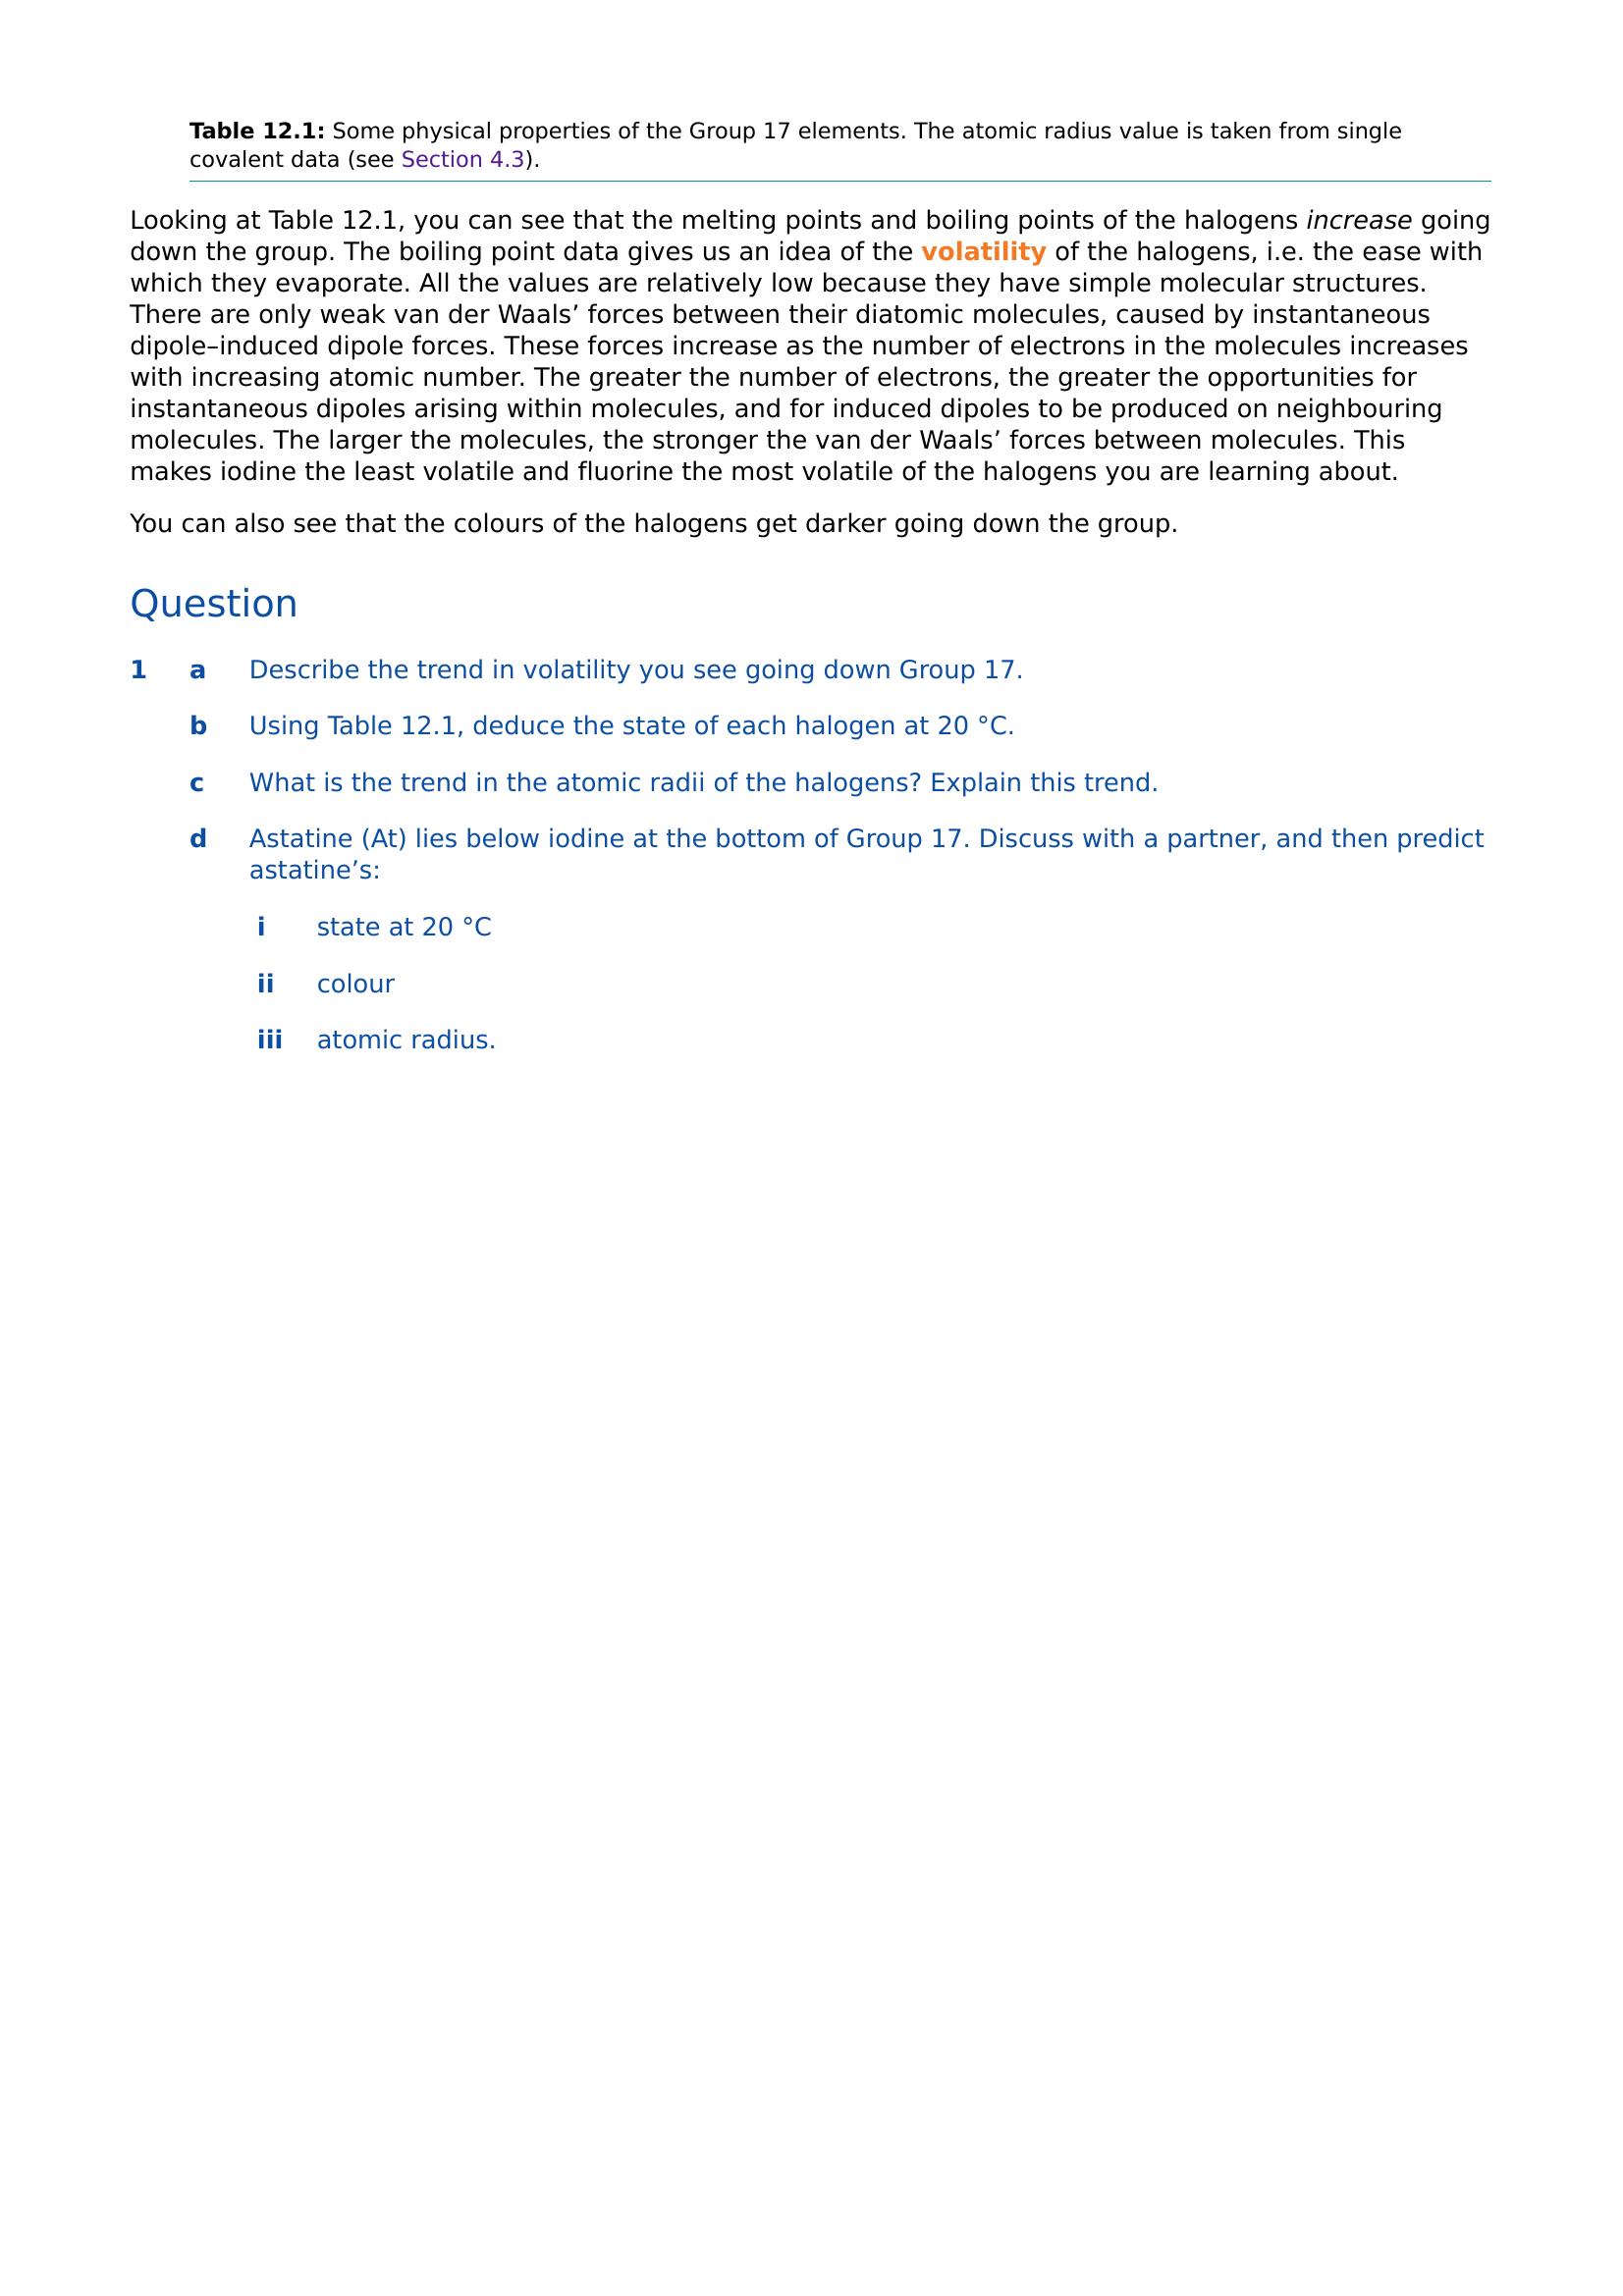 Table 12.1: Some physical properties of the Group 17 elements. The atomic radius value is taken from single
covalent data (see Section 4.3).
Looking at Table 12.1, you can see that the melting points and boiling points of the halogens increase going
down the group. The boiling point data gives us an idea of the volatility of the halogens, i.e. the ease with
which they evaporate. All the values are relatively low because they have simple molecular structures.
There are only weak van der Waals’ forces between their diatomic molecules, caused by instantaneous
dipole–induced dipole forces. These forces increase as the number of electrons in the molecules increases
with increasing atomic number. The greater the number of electrons, the greater the opportunities for
instantaneous dipoles arising within molecules, and for induced dipoles to be produced on neighbouring
molecules. The larger the molecules, the stronger the van der Waals’ forces between molecules. This
makes iodine the least volatile and fluorine the most volatile of the halogens you are learning about.
You can also see that the colours of the halogens get darker going down the group.
Question
1 a Describe the trend in volatility you see going down Group 17.
b Using Table 12.1, deduce the state of each halogen at 20 °C.
c What is the trend in the atomic radii of the halogens? Explain this trend.
d Astatine (At) lies below iodine at the bottom of Group 17. Discuss with a partner, and then predict
astatine’s:
i state at 20 °C
ii colour
iii atomic radius.